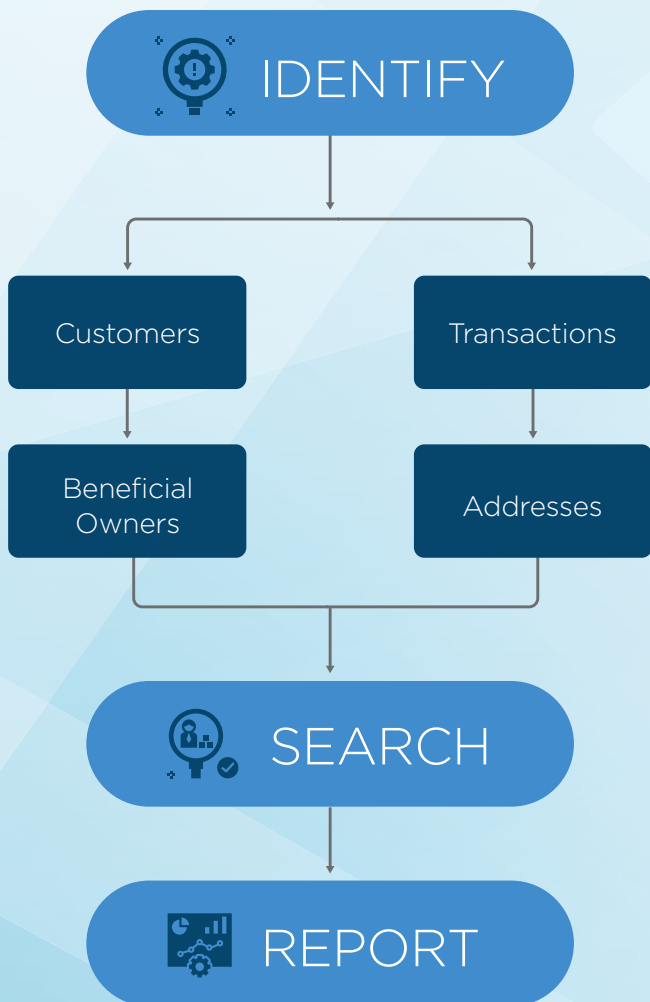 IDENTIFY
Customers
Transactions
Beneficial
Owners
Addresses
SEARCH
REPORT